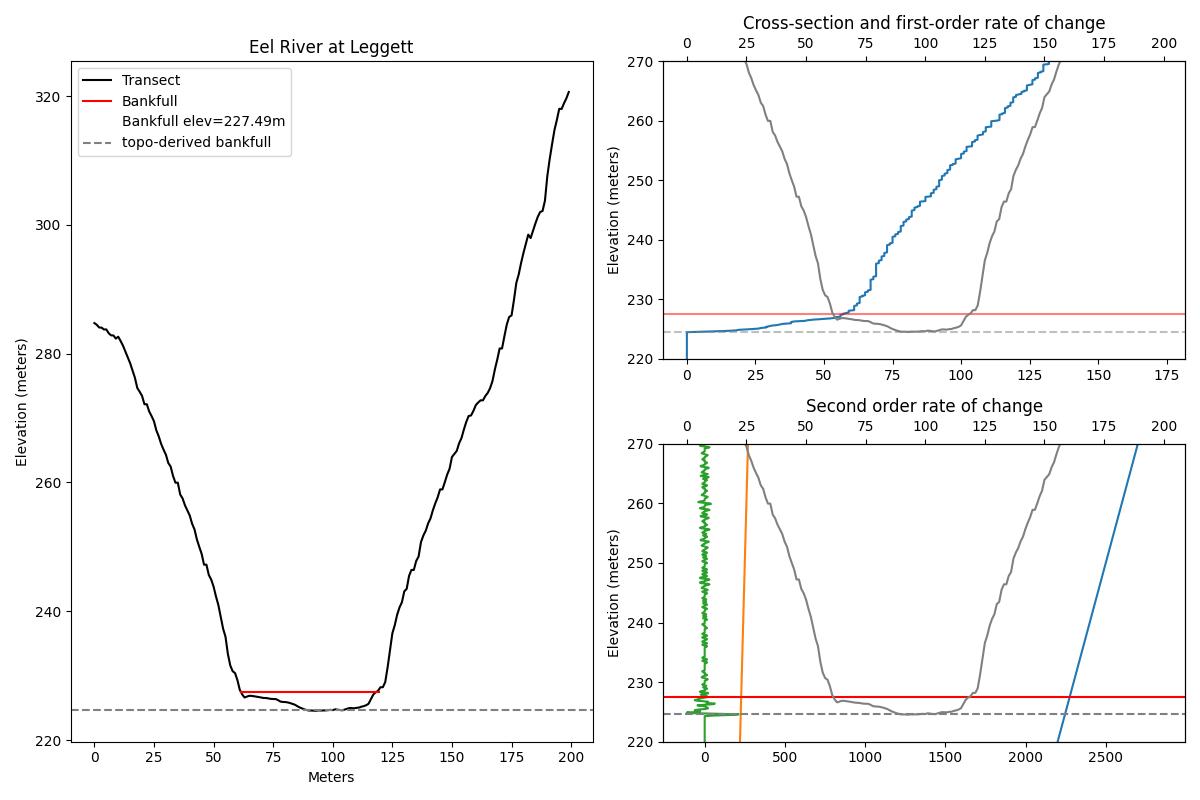 Eel River at Leggett
Transect
Bankfull
Bankfull elev=227.49m
topo-derived bankfull
320
300
280
260
240
220
Elevation (meters)
0 25 50 75 100 125 150 175 200
Meters
Cross-section and first-order rate of change
0 25 50 75 100 125 150 175 200
270
260
250
240
230
220
Elevation (meters)
0 25 50 75 100 125 150 175
Second order rate of change
0 25 50 75 100 125 150 175 200
270
260
250
240
230
220
Elevation (meters)
0 500 1000 1500 2000 2500